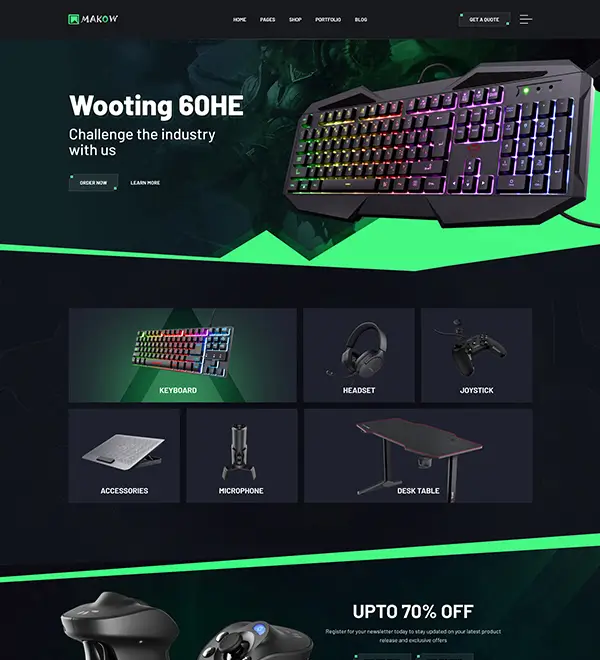 MAKOW
HOME PAGES SHOP PORTFOLIO BLOG
GET A QUOTE
Wooting 60HE
Challenge the industry
with us
ORDER NOW LEARN MORE
KEYBOARD
HEADSET
JOYSTICK
ACCESSORIES
MICROPHONE
DESK TABLE
UPTO 70% OFF
Register for your newsletter today to stay updated on your latest product
release and exclusive offers